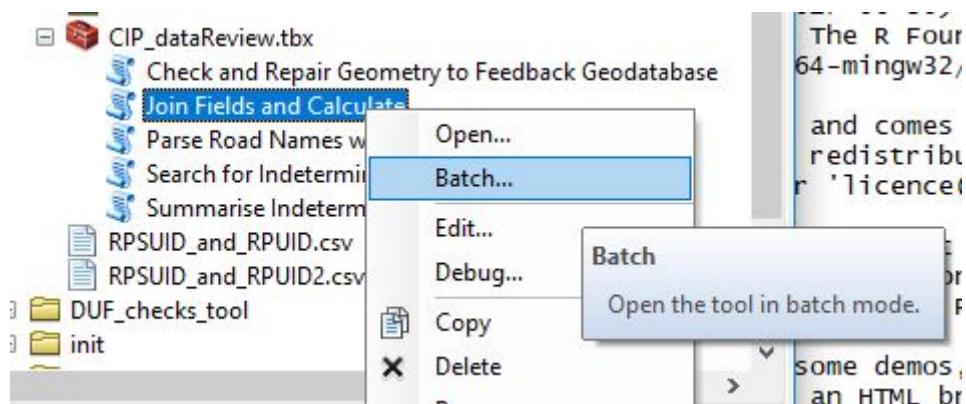 CIP_dataReview.tbx
Check and Repair Geometry to Feedback Geodatabase
Join Fields and Calculate
Parse Road Names w
Search for
Summarise
RPSUID_and_RPUID.csv
RPSUID_and_RPUID2.csv
DUF_checks_tool
init
Open...
Batch...
Edit...
Debug...
Copy
Delete
Batch
Open the tool in batch mode.
The R Foun
64-mingw32/
and comes
redistribu
'licence(
some demos,
an HTML br